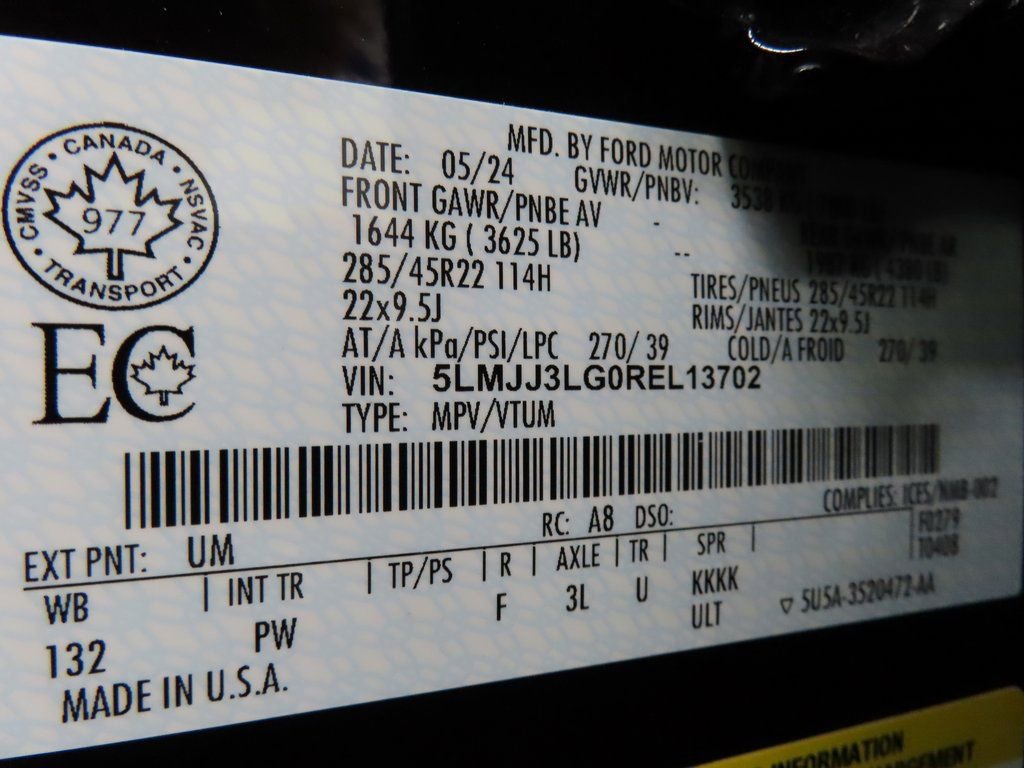 CANADA
CMVSS
NSVAC
977
TRANSPORT
EC
MFD. BY FORD MOTOR
DATE: 05/24 GVWR/PNBV: 3538
FRONT GAWR/PNBE AV -
1644 KG ( 3625 LB) --
285/45R22 114H TIRES/PNEUS 285/45R22 114H
22x9.5J RIMS/JANTES 22x9.5J
AT/A kPa/PSI/LPC 270/ 39 COLD/A FROID 270/ 39
VIN: 5LMJJ3LG0REL13702
TYPE: MPV/VTUM
COMPLIES: ICES/NMB-002
RC: A8 DSO: F0279
EXT PNT: UM T0408
WB | INT TR | TP/PS | R | AXLE | TR | SPR |
132 PW F 3L U KKKK
ULT ▽ 5U5A-3520472-AA
MADE IN U.S.A.
INFORMATION